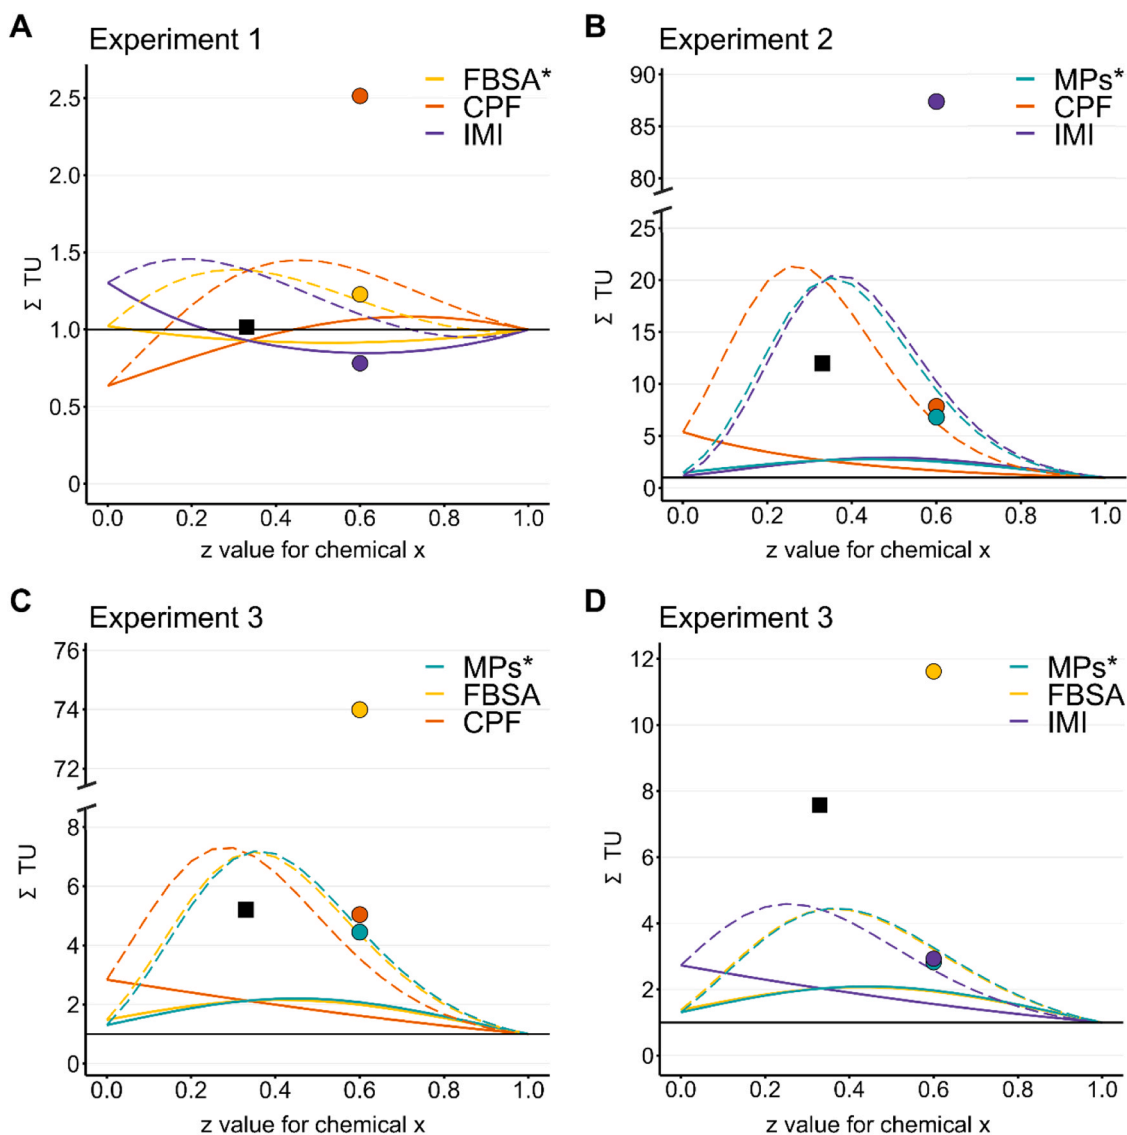 A
Experiment 1
FBSA*
CPF
IMI
2.5
2.0
1.5
1.0
0.5
0
Σ TU
0.0 0.2 0.4 0.6 0.8 1.0
z value for chemical x
B
Experiment 2
MPs*
CPF
IMI
90
85
80
25
20
15
10
5
0
Σ TU
0.0 0.2 0.4 0.6 0.8 1.0
z value for chemical x
C
Experiment 3
MPs*
FBSA
CPF
76
74
72
8
6
4
2
0
Σ TU
0.0 0.2 0.4 0.6 0.8 1.0
z value for chemical x
D
Experiment 3
MPs*
FBSA
IMI
12
10
8
6
4
2
0
Σ TU
0.0 0.2 0.4 0.6 0.8 1.0
z value for chemical x